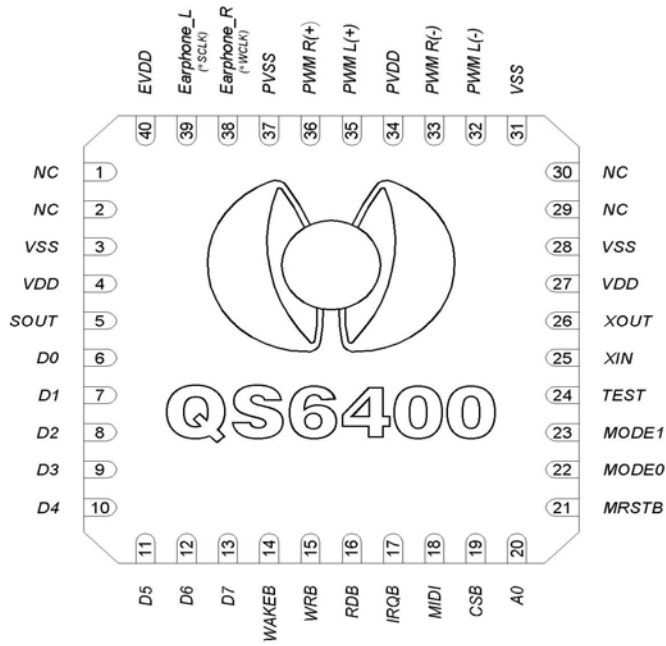 EVDD
Earphone_L
(*SCLK)
Earphone_R
(*WCLK)
PVSS
PWM R(+)
PWM L(+)
PVDD
PWM R(-)
PWM L(-)
VSS
40 39 38 37 36 35 34 33 32 31
NC 1 30 NC
NC 2 29 NC
VSS 3 28 VSS
VDD 4 27 VDD
SOUT 5 26 XOUT
D0 6 25 XIN
D1 7 24 TEST
D2 8 23 MODE1
D3 9 22 MODE0
D4 10 21 MRSTB
QS6400
11 12 13 14 15 16 17 18 19 20
D5
D6
D7
WAKEB
WRB
RDB
IRQB
MIDI
CSB
A0